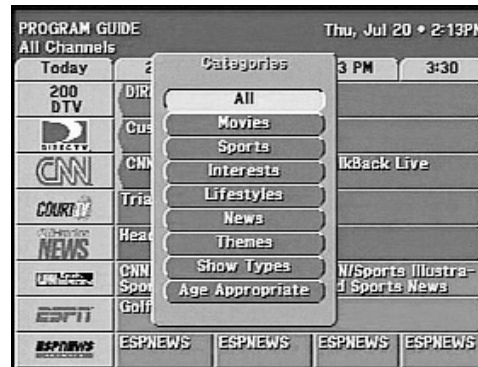 PROGRAM GUIDE
Thu, Jul 20 • 2:13PM
All Channels
Today
2
Categories
3 PM
3:30
200
DTV
DIRE
All
DIRECTV
Cus
Movies
Sports
CNN
CNN
Interests
lkBack Live
COURT TV
Tria
Lifestyles
News
NEWS
Head
Themes
CNN
Spor
Show Types
N/Sports Illustra-
d Sports News
Age Appropriate
ESPN
Golf
ESPNEWS
ESPNEWS
ESPNEWS
ESPNEWS
ESPNEWS